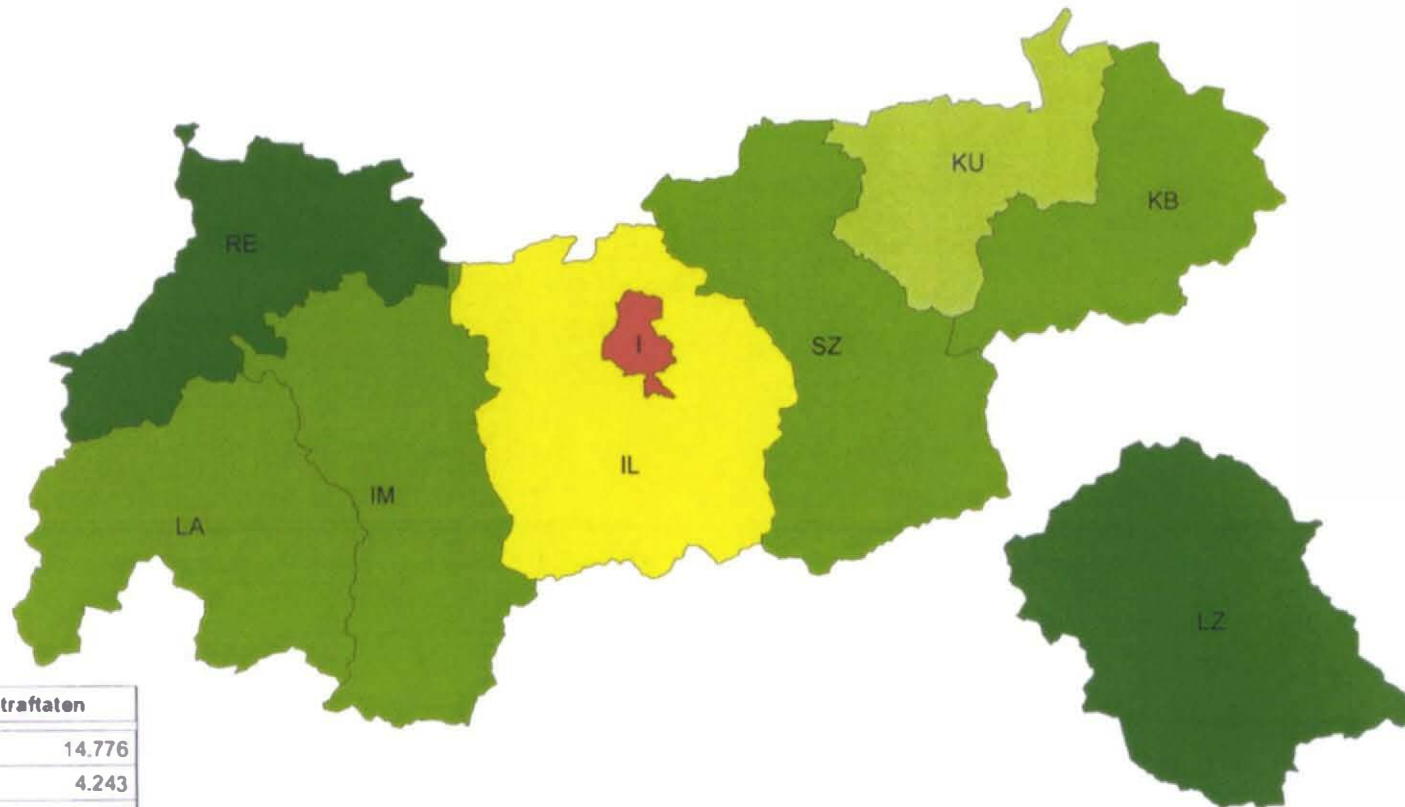 KU
KB
RE
I
SZ
IL
IM
LA
LZ
traftaten
14.776
4.243